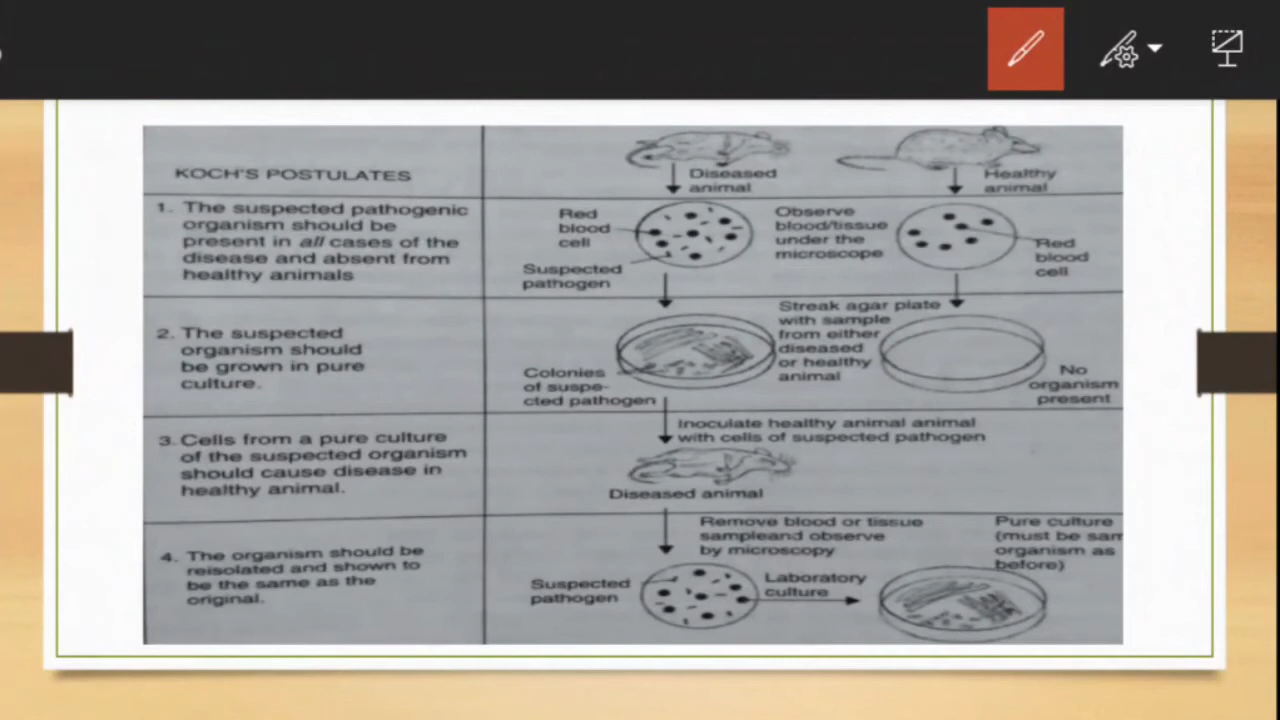 KOCH'S POSTULATES
Diseased
animal
Healthy
animal
1. The suspected pathogenic
organism should be
present in all cases of the
disease and absent from
healthy animals
Red
blood
cell
Suspected
pathogen
Observe
blood/tissue
under the
microscope
Red
blood
cell
2. The suspected
organism should
be grown in pure
culture.
Colonies
of suspe-
cted pathogen
Streak agar plate
with sample
from either
diseased
or healthy
animal
No
organism
present
3. Cells from a pure culture
of the suspected organism
should cause disease in
healthy animal.
Inoculate healthy animal animal
with cells of suspected pathogen
Diseased animal
4. The organism should be
reisolated and shown to
be the same as the
original.
Remove blood or tissue
sampleand observe
by microscopy
Suspected
pathogen
Laboratory
culture
Pure culture
(must be sam
organism as
before)